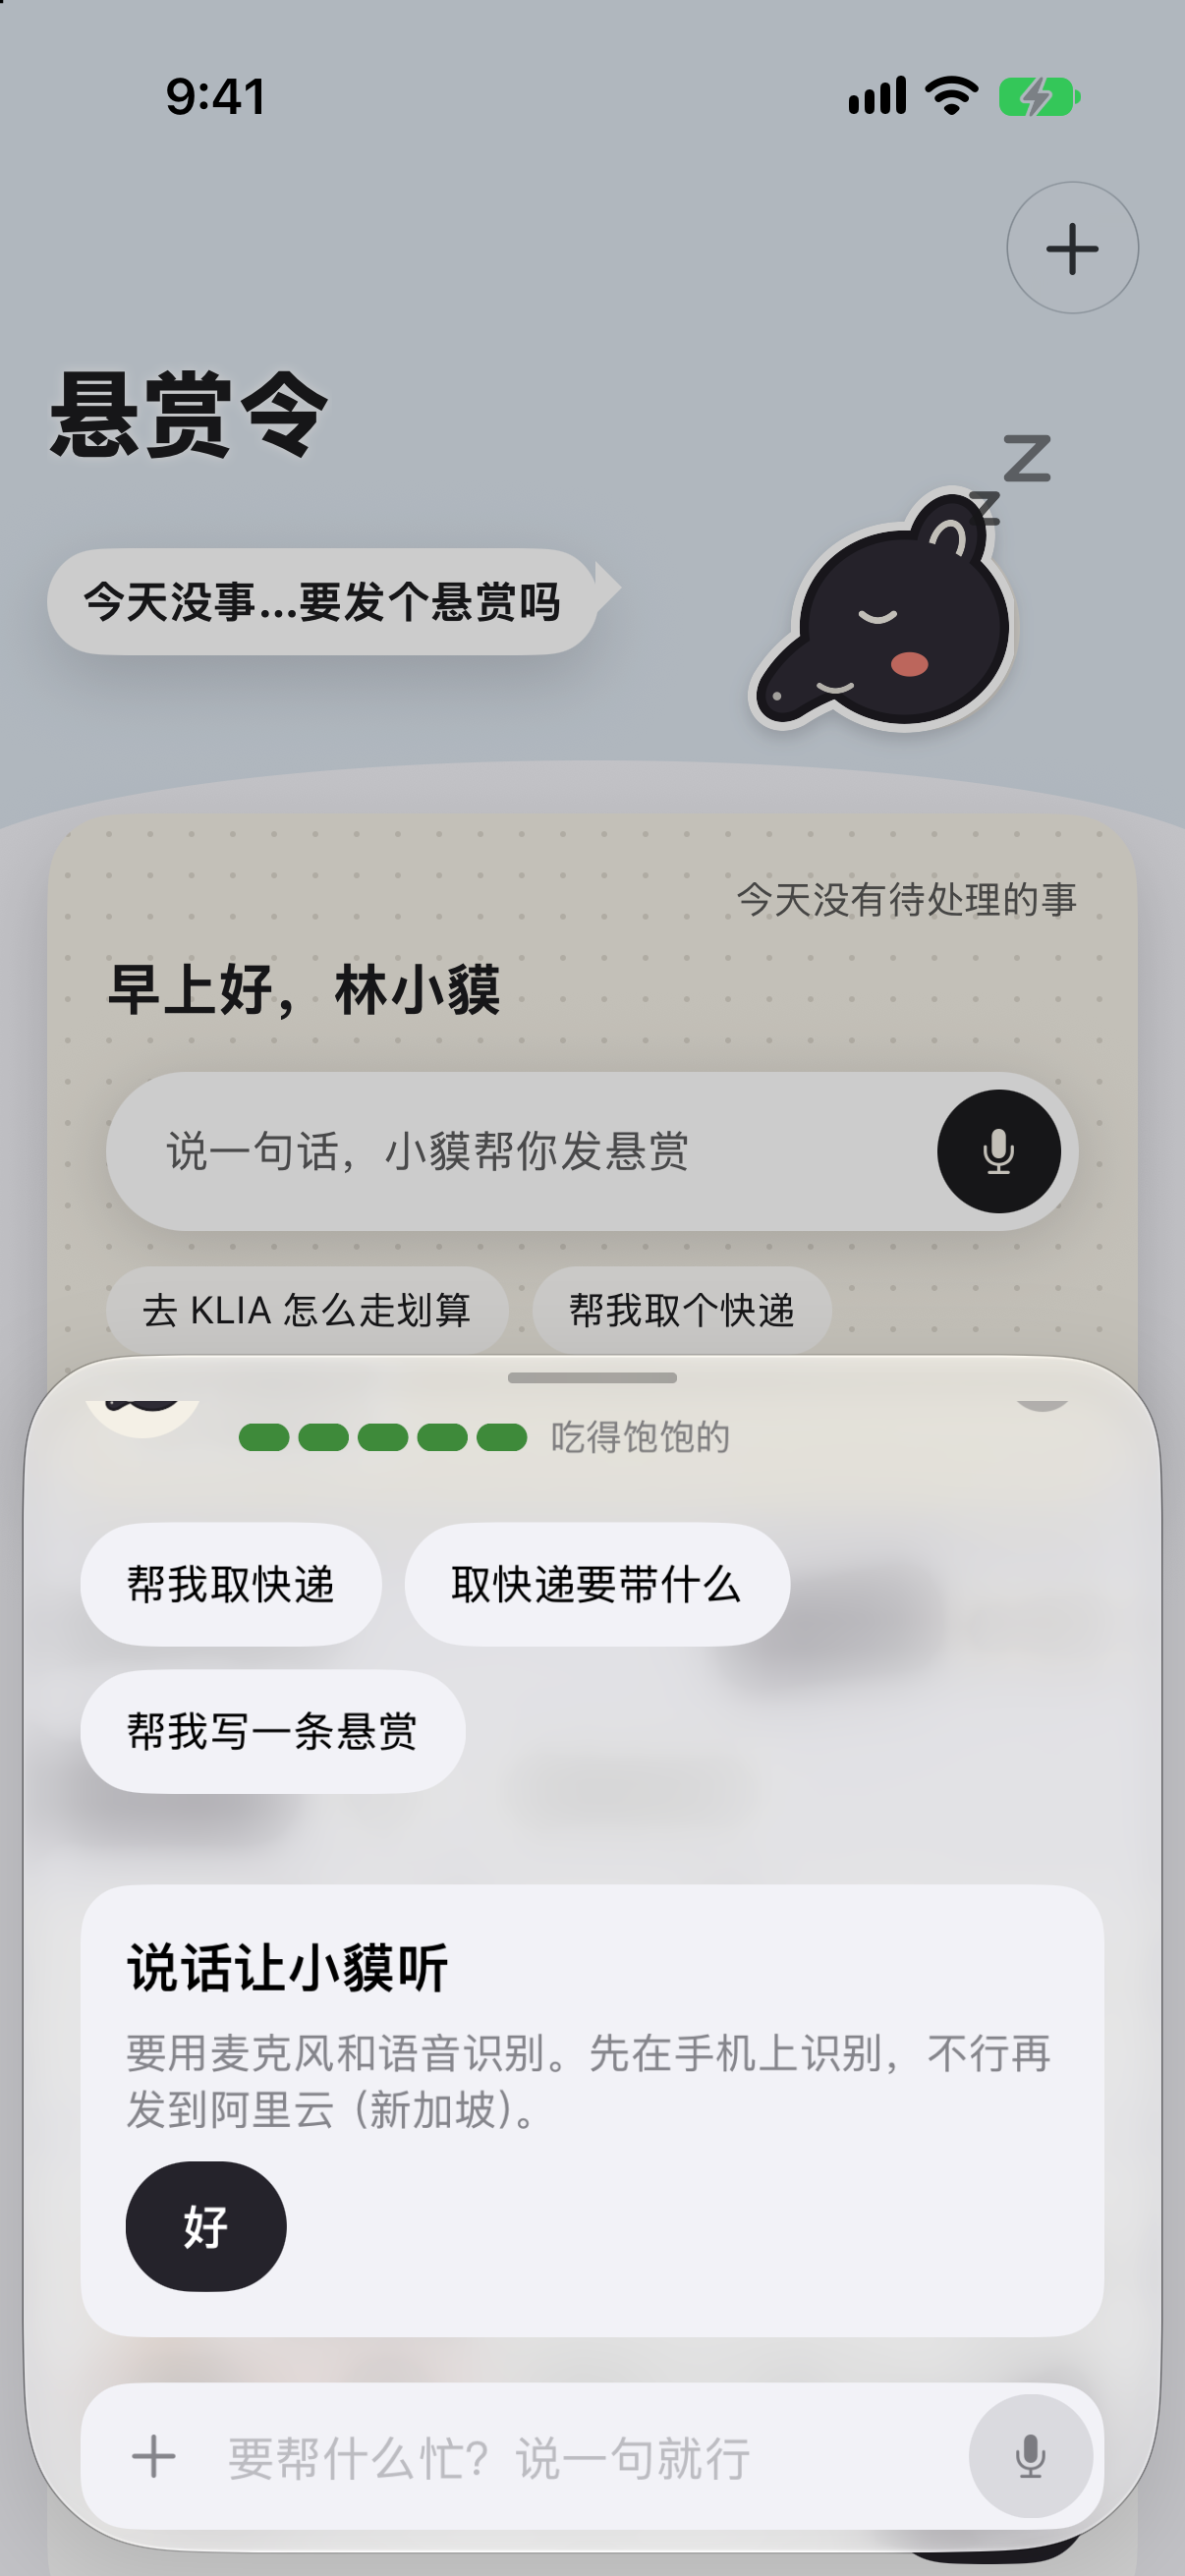 9:41
悬赏令
Z
z
今天没事...要发个悬赏吗
今天没有待处理的事
早上好，林小貘
说一句话，小貘帮你发悬赏
去 KLIA 怎么走划算
帮我取个快递
吃得饱饱的
帮我取快递
取快递要带什么
帮我写一条悬赏
说话让小貘听
要用麦克风和语音识别。先在手机上识别，不行再
发到阿里云（新加坡）。
好
要帮什么忙？说一句就行